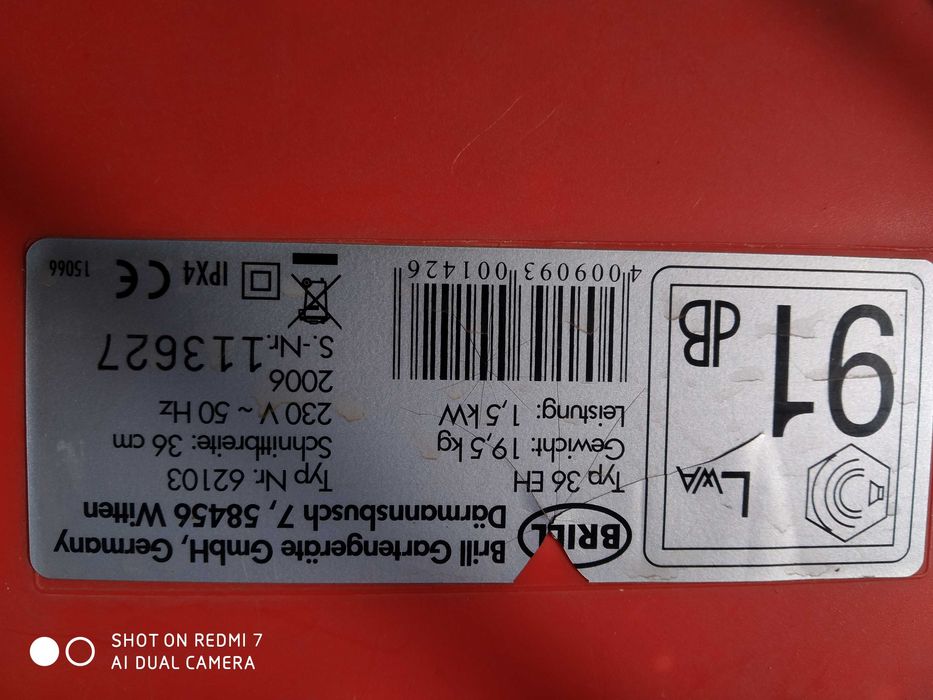 BRILL
Brill Gartengeräte GmbH, Germany
Därmannsbusch 7, 58456 Witten
Typ 36 EH
Typ Nr. 62103
Gewicht: 19,5 kg
Schnittbreite: 36 cm
Leistung: 1,5 kW
230 V ~ 50 Hz
2006
S.-Nr. 113627
4 009093 001426
IPX4 CE
15066
LWA
91
dB
SHOT ON REDMI 7
AI DUAL CAMERA